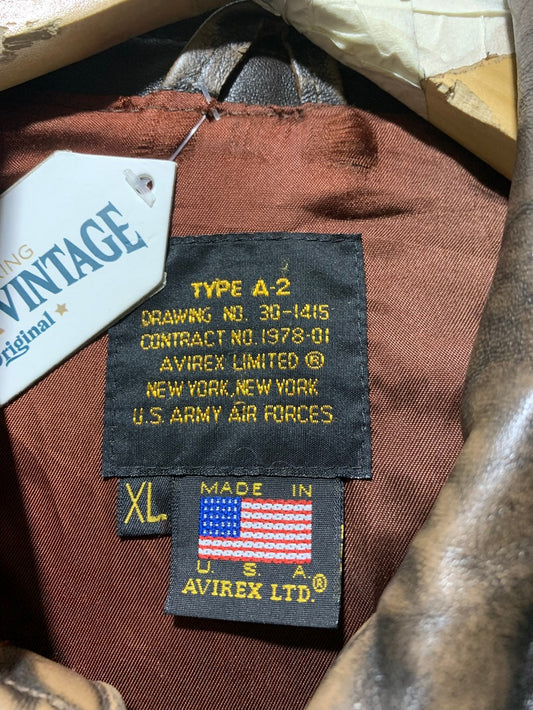 VINTAGE
Original
TYPE A-2
DRAWING NO. 30-1415
CONTRACT NO. 1978-01
AVIREX LIMITED ®
NEW YORK, NEW YORK
U.S. ARMY AIR FORCES
XL
MADE IN
U. S. A.
AVIREX LTD.®